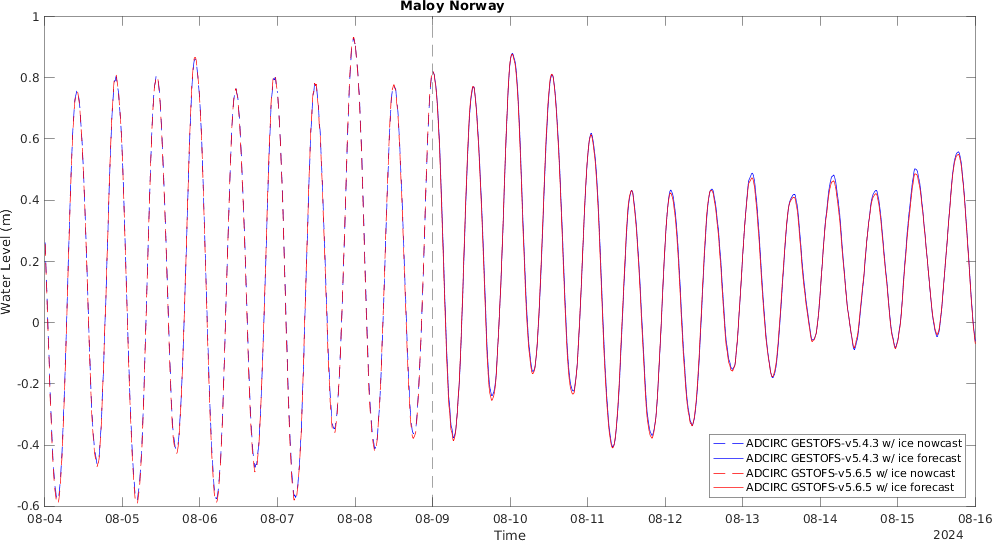 Maloy Norway
1
0.8
0.6
0.4
0.2
0
-0.2
-0.4
-0.6
Water Level (m)
ADCIRC GESTOFS-v5.4.3 w/ ice nowcast
ADCIRC GESTOFS-v5.4.3 w/ ice forecast
ADCIRC GSTOFS-v5.6.5 w/ ice nowcast
ADCIRC GSTOFS-v5.6.5 w/ ice forecast
08-04 08-05 08-06 08-07 08-08 08-09 08-10 08-11 08-12 08-13 08-14 08-15 08-16
Time
2024